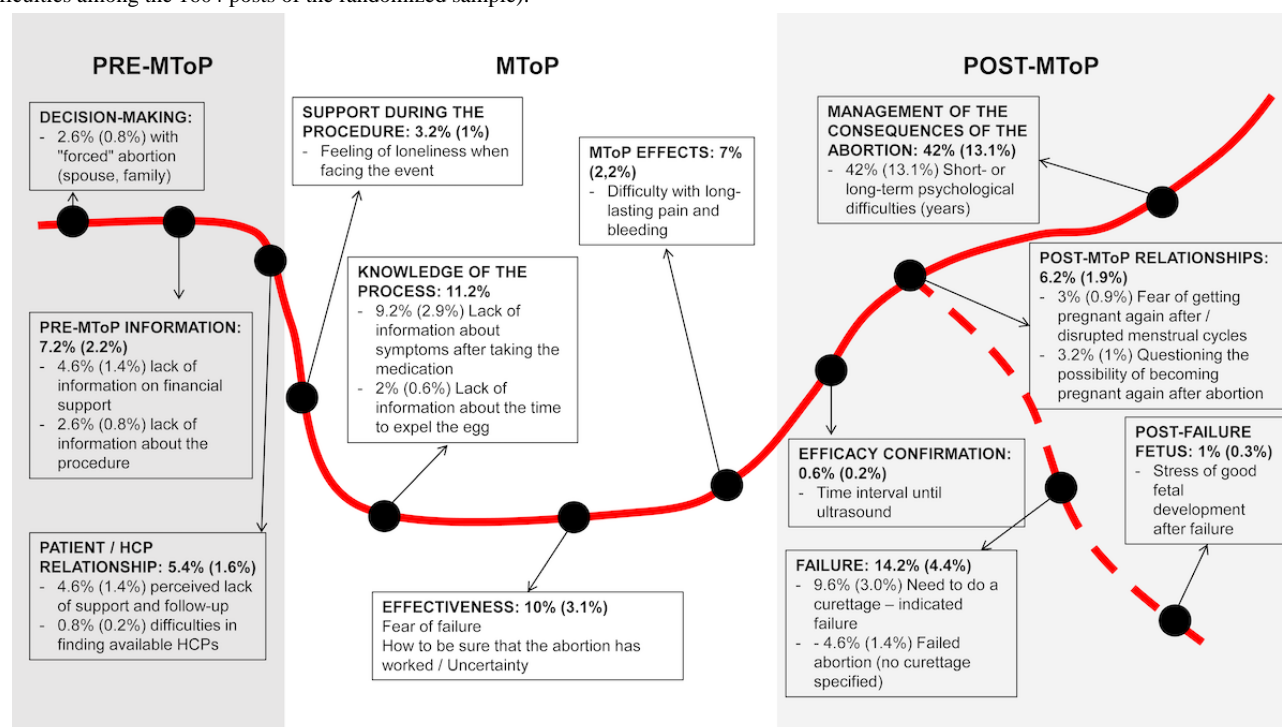 PRE-MToP
MToP
POST-MToP
DECISION-MAKING:
- 2.6% (0.8%) with
"forced" abortion
(spouse, family)
PRE-MToP INFORMATION:
7.2% (2.2%)
- 4.6% (1.4%) lack of
information on financial
support
- 2.6% (0.8%) lack of
information about the
procedure
PATIENT / HCP
RELATIONSHIP: 5.4% (1.6%)
- 4.6% (1.4%) perceived lack
of support and follow-up
- 0.8% (0.2%) difficulties in
finding available HCPs
SUPPORT DURING THE
PROCEDURE: 3.2% (1%)
- Feeling of loneliness when
facing the event
KNOWLEDGE OF THE
PROCESS: 11.2%
- 9.2% (2.9%) Lack of
information about
symptoms after taking the
medication
- 2% (0.6%) Lack of
information about the time
to expel the egg
EFFECTIVENESS: 10% (3.1%)
Fear of failure
How to be sure that the abortion has
worked / Uncertainty
MToP EFFECTS: 7%
(2,2%)
- Difficulty with long-
lasting pain and
bleeding
MANAGEMENT OF THE
CONSEQUENCES OF THE
ABORTION: 42% (13.1%)
- 42% (13.1%) Short- or
long-term psychological
difficulties (years)
POST-MToP RELATIONSHIPS:
6.2% (1.9%)
- 3% (0.9%) Fear of getting
pregnant again after /
disrupted menstrual cycles
- 3.2% (1%) Questioning the
possibility of becoming
pregnant again after abortion
EFFICACY CONFIRMATION:
0.6% (0.2%)
- Time interval until
ultrasound
FAILURE: 14.2% (4.4%)
- 9.6% (3.0%) Need to do a
curettage – indicated
failure
- - 4.6% (1.4%) Failed
abortion (no curettage
specified)
POST-FAILURE
FETUS: 1% (0.3%)
- Stress of good
fetal
development
after failure